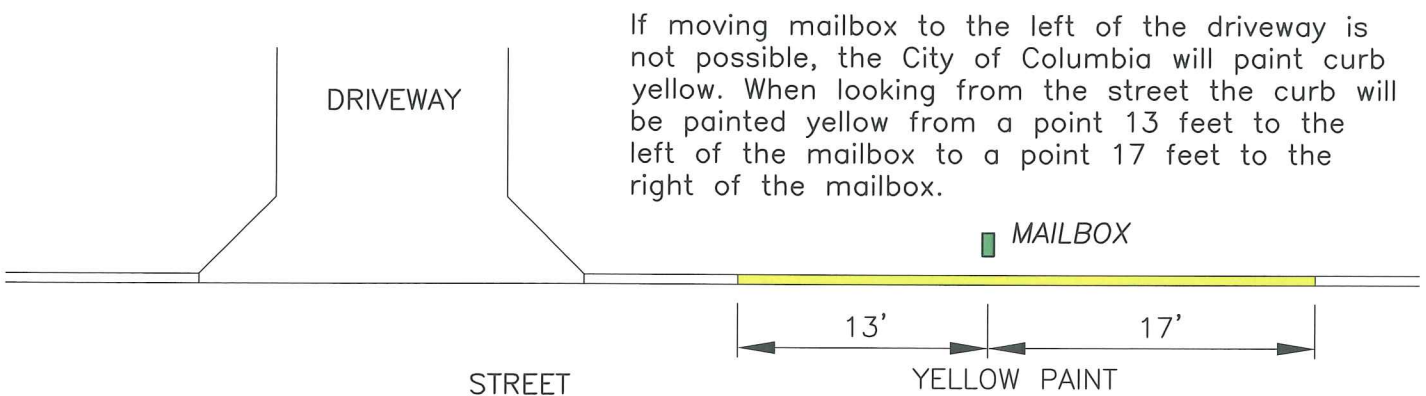 If moving mailbox to the left of the driveway is
not possible, the City of Columbia will paint curb
yellow. When looking from the street the curb will
be painted yellow from a point 13 feet to the
left of the mailbox to a point 17 feet to the
right of the mailbox.
DRIVEWAY
MAILBOX
13'
17'
YELLOW PAINT
STREET